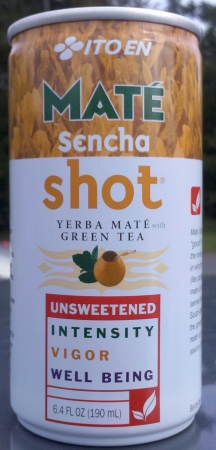 ITO EN
MATÉ
sencha
shot®
YERBA MATÉ with
GREEN TEA
UNSWEETENED
INTENSITY
VIGOR
WELL BEING
6.4 FL OZ (190 mL)